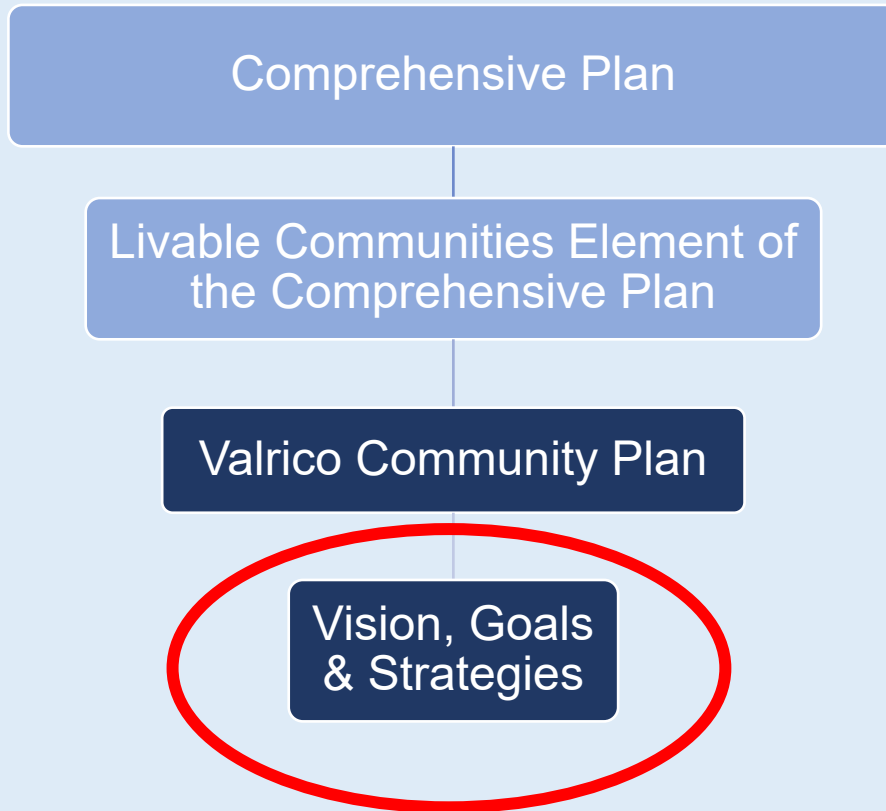 Comprehensive Plan
Livable Communities Element of
the Comprehensive Plan
Valrico Community Plan
Vision, Goals
& Strategies